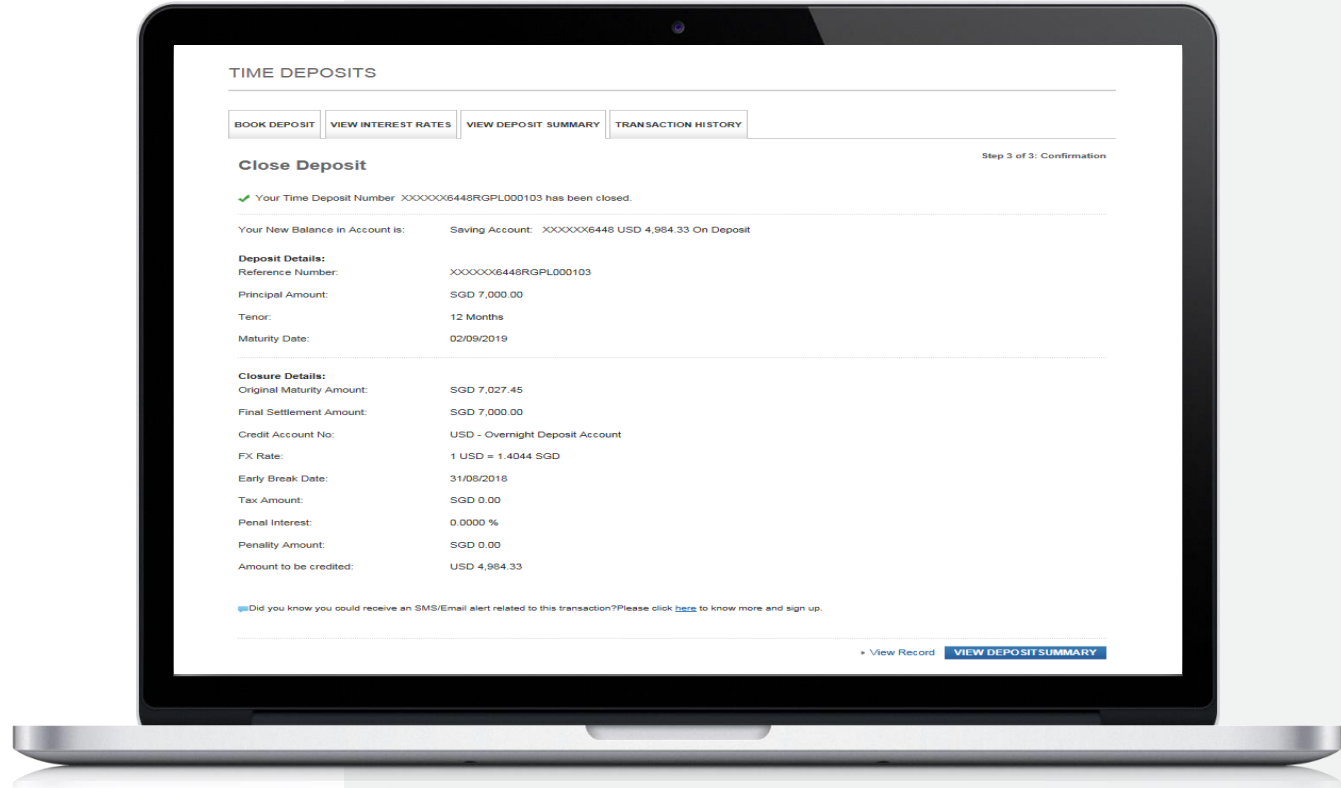 TIME DEPOSITS
BOOK DEPOSIT VIEW INTEREST RATES VIEW DEPOSIT SUMMARY TRANSACTION HISTORY
Close Deposit Step 3 of 3: Confirmation
Your Time Deposit Number XXXXXX6448RGPL000103 has been closed.
Your New Balance in Account is: Saving Account: XXXXXX6448 USD 4,984.33 On Deposit
Deposit Details:
Reference Number: XXXXXX6448RGPL000103
Principal Amount: SGD 7,000.00
Tenor: 12 Months
Maturity Date: 02/09/2019
Closure Details:
Original Maturity Amount: SGD 7,027.45
Final Settlement Amount: SGD 7,000.00
Credit Account No: USD - Overnight Deposit Account
FX Rate: 1 USD = 1.4044 SGD
Early Break Date: 31/08/2018
Tax Amount: SGD 0.00
Penal Interest: 0.0000 %
Penality Amount: SGD 0.00
Amount to be credited: USD 4,984.33
Did you know you could receive an SMS/Email alert related to this transaction?Please click here to know more and sign up.
View Record VIEW DEPOSITSUMMARY